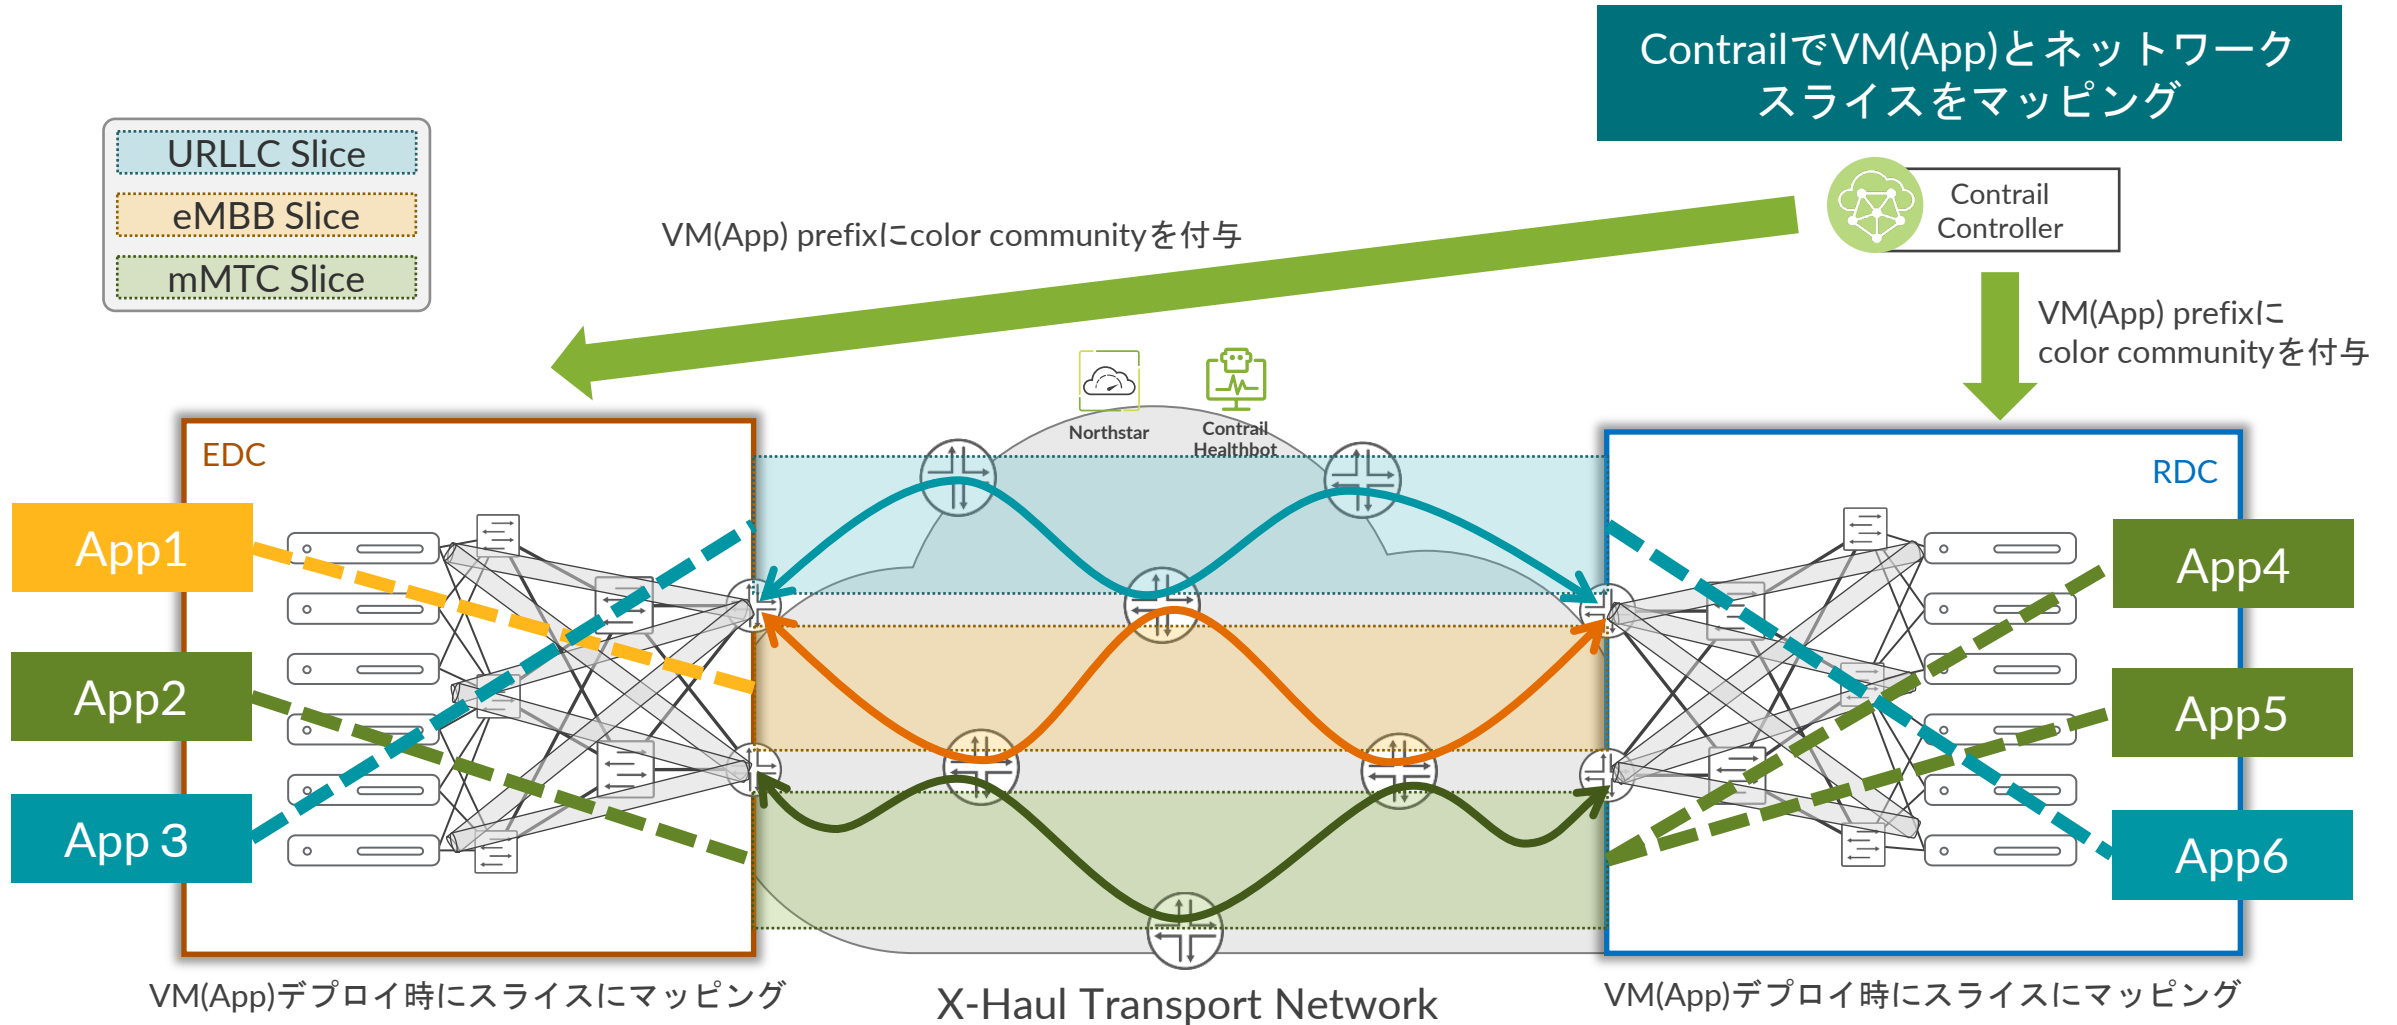 ContrailでVM(App)とネットワーク
スライスをマッピング
URLLC Slice
eMBB Slice
mMTC Slice
Contrail
Controller
VM(App) prefixにcolor communityを付与
VM(App) prefixに
color communityを付与
Northstar
Contrail
Healthbot
EDC
RDC
App1
App2
App 3
App4
App5
App6
VM(App)デプロイ時にスライスにマッピング
X-Haul Transport Network
VM(App)デプロイ時にスライスにマッピング